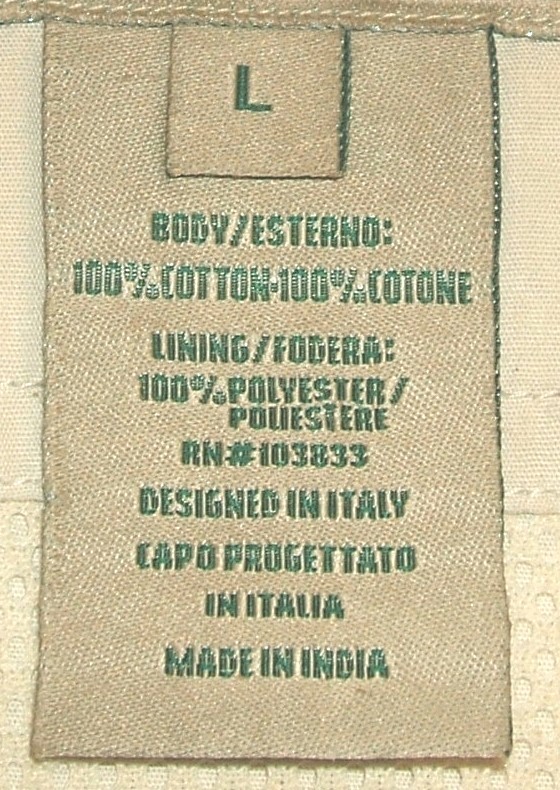 L
BODY/ESTERNO:
100%COTTON·100%COTONE
LINING/FODERA:
100%POLYESTER/
POLIESTERE
RN#103833
DESIGNED IN ITALY
CAPO PROGETTATO
IN ITALIA
MADE IN INDIA